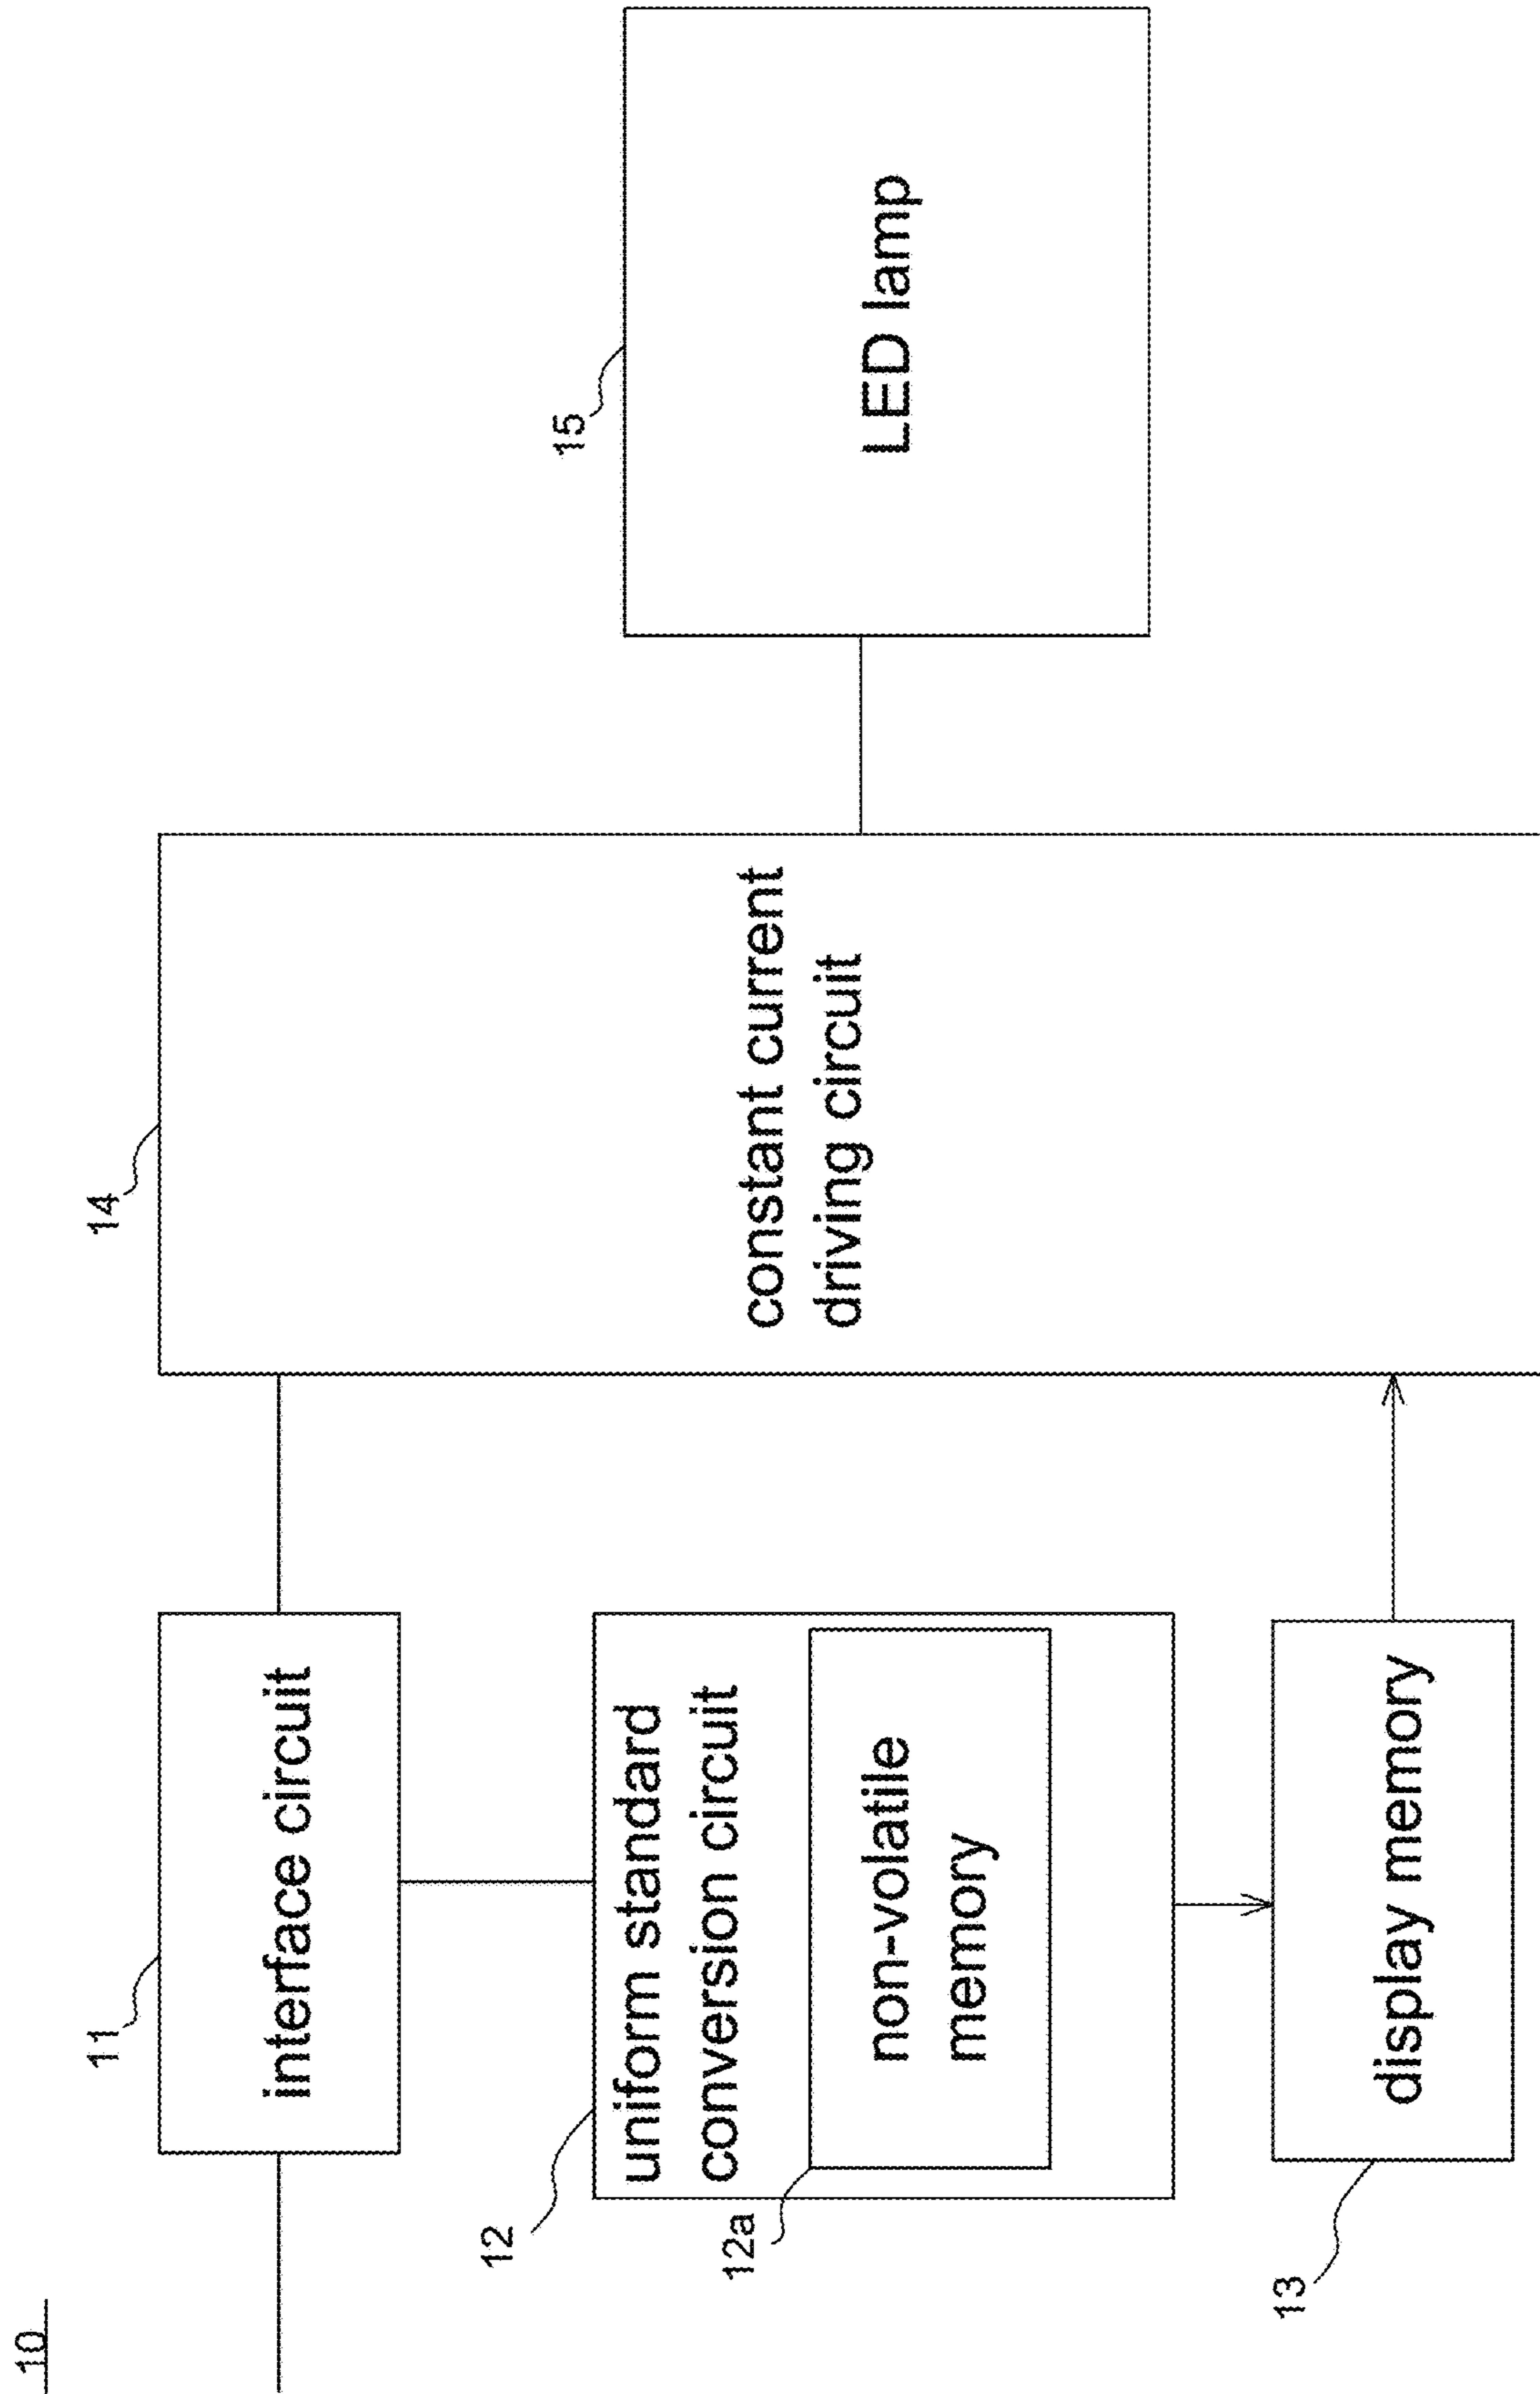 10
11
interface circuit
12
uniform standard
conversion circuit
12a
non-volatile
memory
13
display memory
14
constant current
driving circuit
15
LED lamp